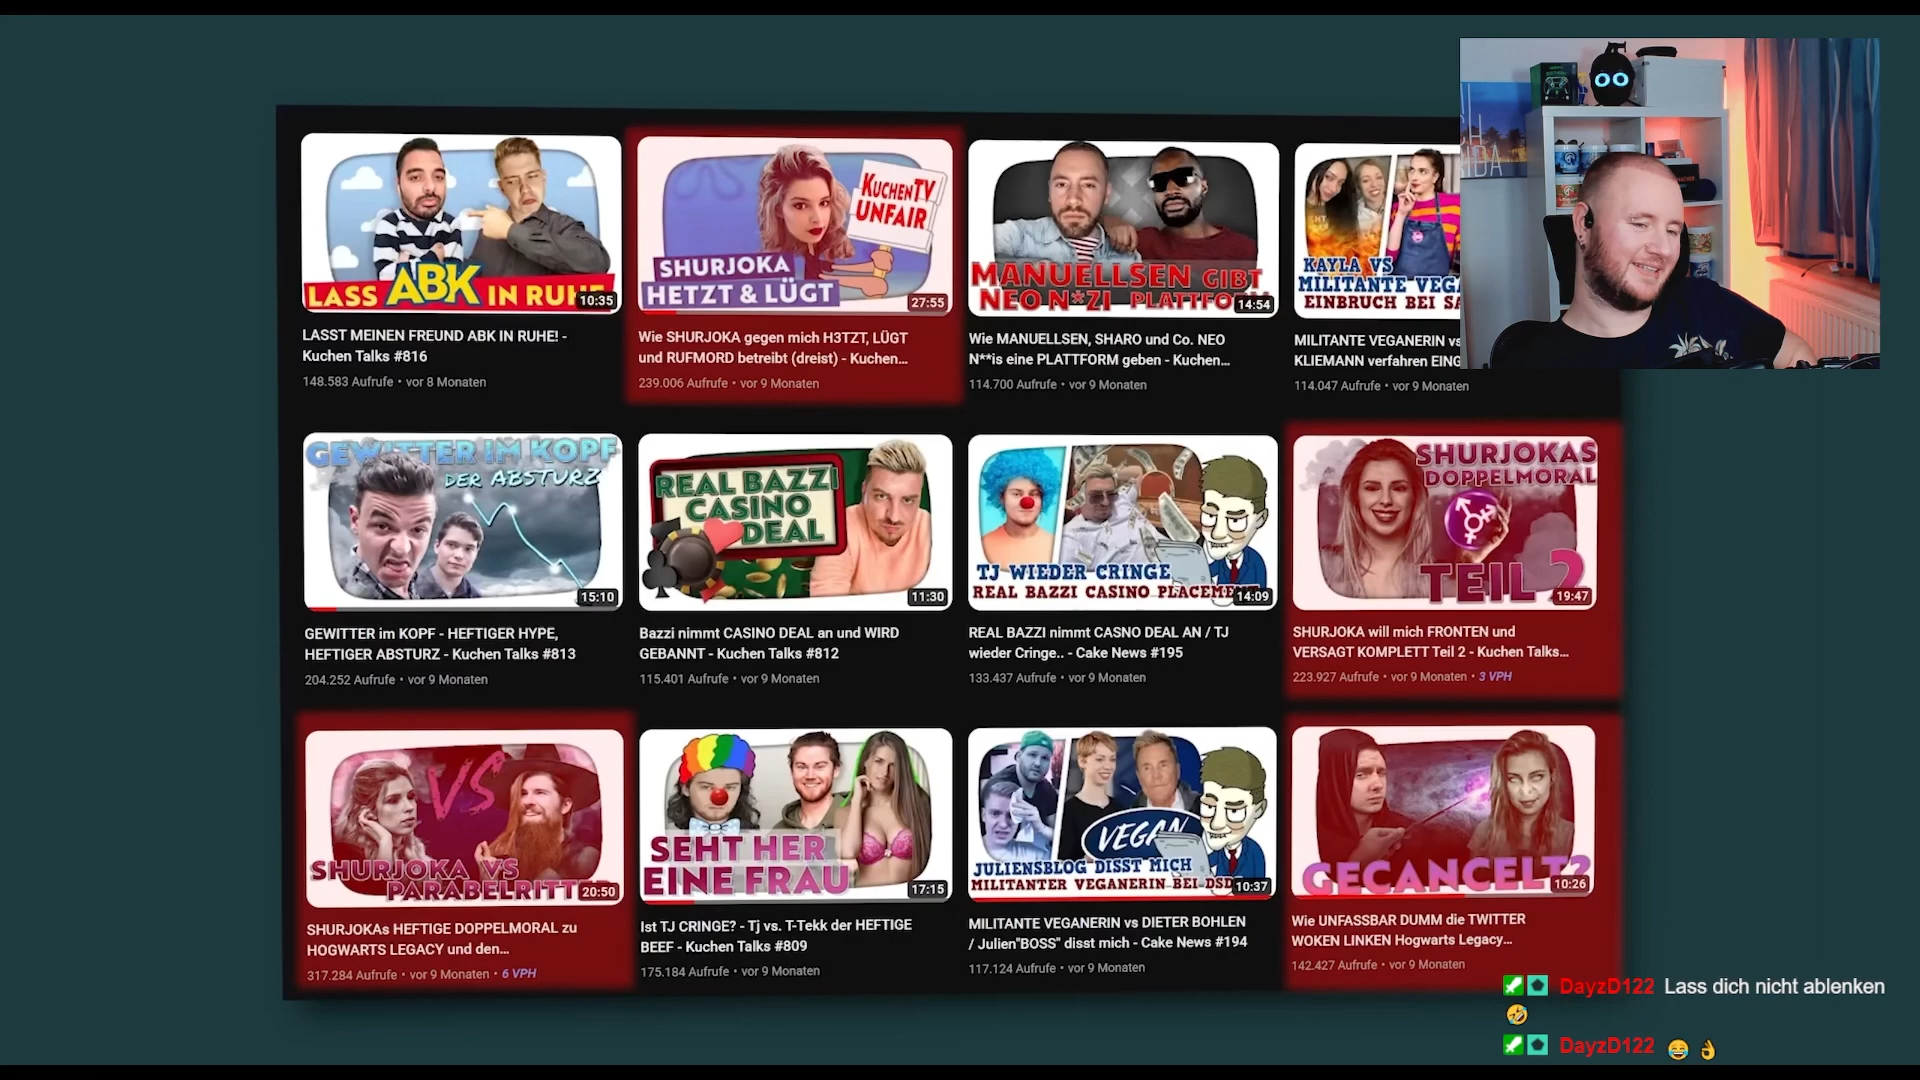 LASS ABK IN RUHE
10:35
LASST MEINEN FREUND ABK IN RUHE! -
Kuchen Talks #816
148.583 Aufrufe • vor 8 Monaten
KUCHENTV
UNFAIR
SHURJOKA
HETZT & LÜGT
27:55
Wie SHURJOKA gegen mich H3TZT, LÜGT
und RUFMORD betreibt (dreist) - Kuchen...
239.006 Aufrufe • vor 9 Monaten
MANUELLSEN GIBT
NEO N*ZI PLATTFO
14:54
Wie MANUELLSEN, SHARO und Co. NEO
N**is eine PLATTFORM geben - Kuchen...
114.700 Aufrufe • vor 9 Monaten
KAYLA VS
MILITANTE VEGA
EINBRUCH BEI SA
MILITANTE VEGANERIN vs
KLIEMANN verfahren EING
114.047 Aufrufe • vor 9 Monaten
GEWITTER IM KOPF
DER ABSTURZ
15:10
GEWITTER im KOPF - HEFTIGER HYPE,
HEFTIGER ABSTURZ - Kuchen Talks #813
204.252 Aufrufe • vor 9 Monaten
REAL BAZZI
CASINO
DEAL
11:30
Bazzi nimmt CASINO DEAL an und WIRD
GEBANNT - Kuchen Talks #812
115.401 Aufrufe • vor 9 Monaten
TJ WIEDER CRINGE
REAL BAZZI CASINO PLACEME
14:09
REAL BAZZI nimmt CASNO DEAL AN / TJ
wieder Cringe.. - Cake News #195
133.437 Aufrufe • vor 9 Monaten
SHURJOKAS
DOPPELMORAL
TEIL 2
19:47
SHURJOKA will mich FRONTEN und
VERSAGT KOMPLETT Teil 2 - Kuchen Talks...
223.927 Aufrufe • vor 9 Monaten • 3 VPH
VS
SHURJOKA VS
PARABELRITT
20:50
SHURJOKAs HEFTIGE DOPPELMORAL zu
HOGWARTS LEGACY und den...
317.284 Aufrufe • vor 9 Monaten • 6 VPH
SEHT HER
EINE FRAU
17:15
Ist TJ CRINGE? - Tj vs. T-Tekk der HEFTIGE
BEEF - Kuchen Talks #809
175.184 Aufrufe • vor 9 Monaten
VEGAN
JULIENSBLOG DISST MICH
MILITANTER VEGANERIN BEI DSD
10:37
MILITANTE VEGANERIN vs DIETER BOHLEN
/ Julien"BOSS" disst mich - Cake News #194
117.124 Aufrufe • vor 9 Monaten
GECANCELT?
10:26
Wie UNFASSBAR DUMM die TWITTER
WOKEN LINKEN Hogwarts Legacy...
142.427 Aufrufe • vor 9 Monaten
DayzD122 Lass dich nicht ablenken
🤣
DayzD122 😂 👌